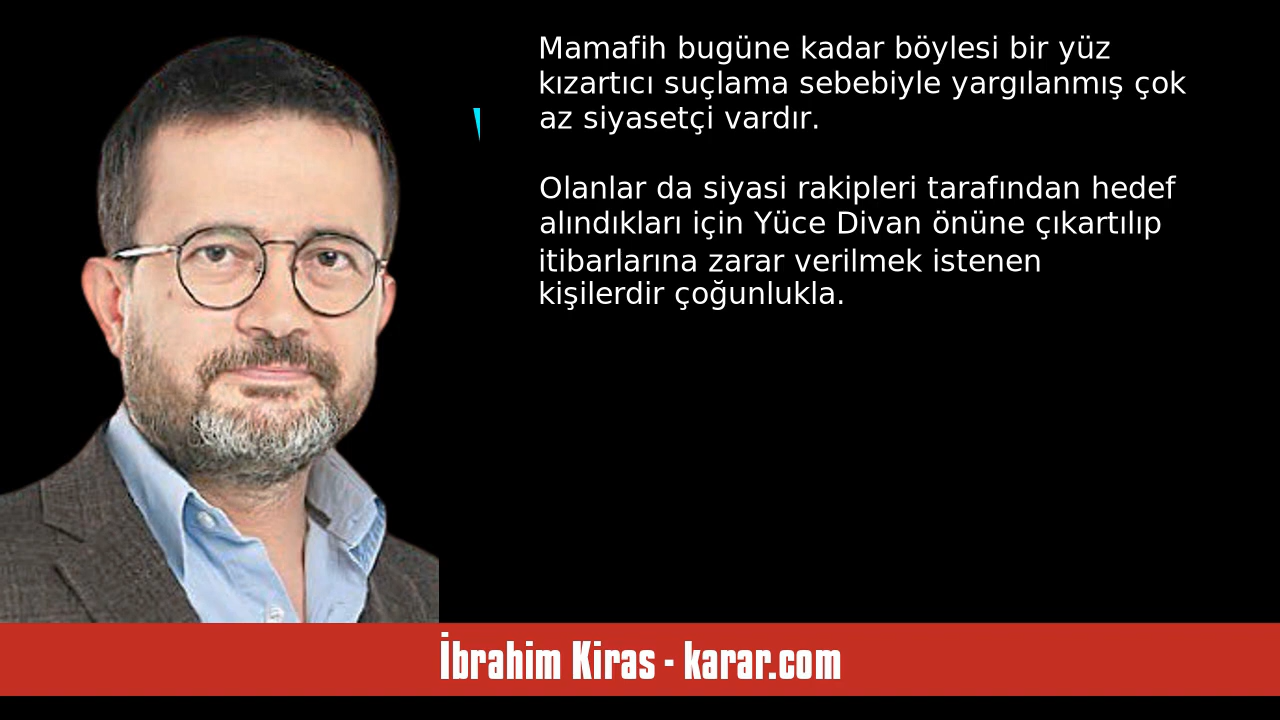 Mamafih bugüne kadar böylesi bir yüz
kızartıcı suçlama sebebiyle yargılanmış çok
az siyasetçi vardır.
Olanlar da siyasi rakipleri tarafından hedef
alındıkları için Yüce Divan önüne çıkartılıp
itibarlarına zarar verilmek istenen
kişilerdir çoğunlukla.
İbrahim Kiras - karar.com